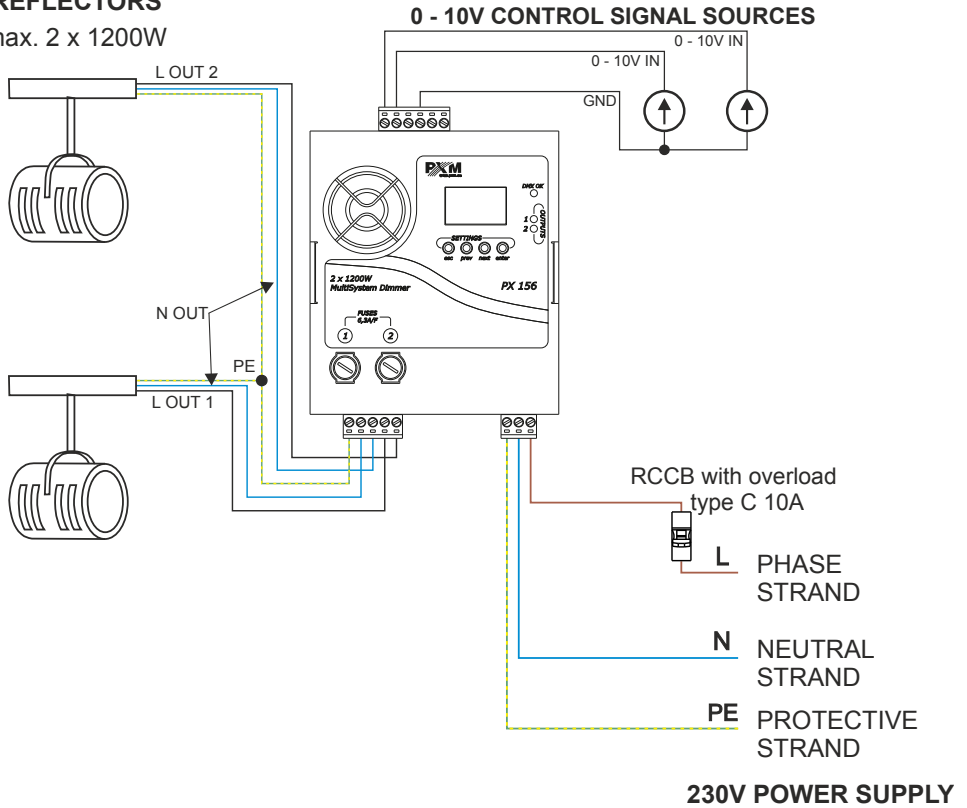 REFLECTORS
max. 2 x 1200W
0 - 10V CONTROL SIGNAL SOURCES
0 - 10V IN
0 - 10V IN
GND
L OUT 2
PXM
DMX OK
1
2
OUTPUTS
SETTINGS
esc prev next enter
2 x 1200W
MultiSystem Dimmer
PX 156
FUSES
6,3A/F
1 2
N OUT
PE
L OUT 1
RCCB with overload
type C 10A
L PHASE
STRAND
N NEUTRAL
STRAND
PE PROTECTIVE
STRAND
230V POWER SUPPLY